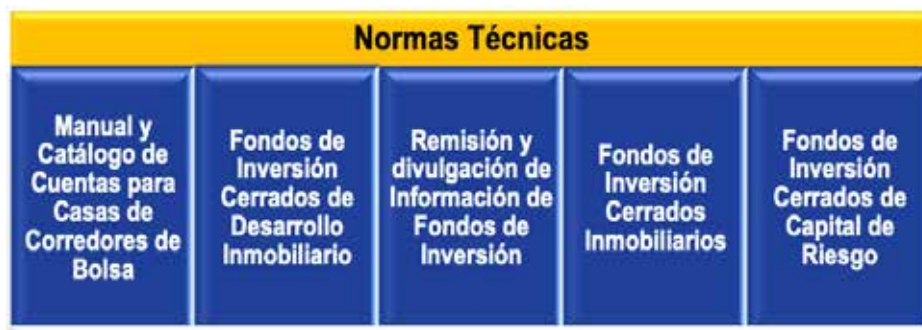 Normas Técnicas
Manual y
Catálogo de
Cuentas para
Casas de
Corredores de
Bolsa
Fondos de
Inversión
Cerrados de
Desarrollo
Inmobiliario
Remisión y
divulgación de
Información de
Fondos de
Inversión
Fondos de
Inversión
Cerrados
Inmobiliarios
Fondos de
Inversión
Cerrados de
Capital de
Riesgo